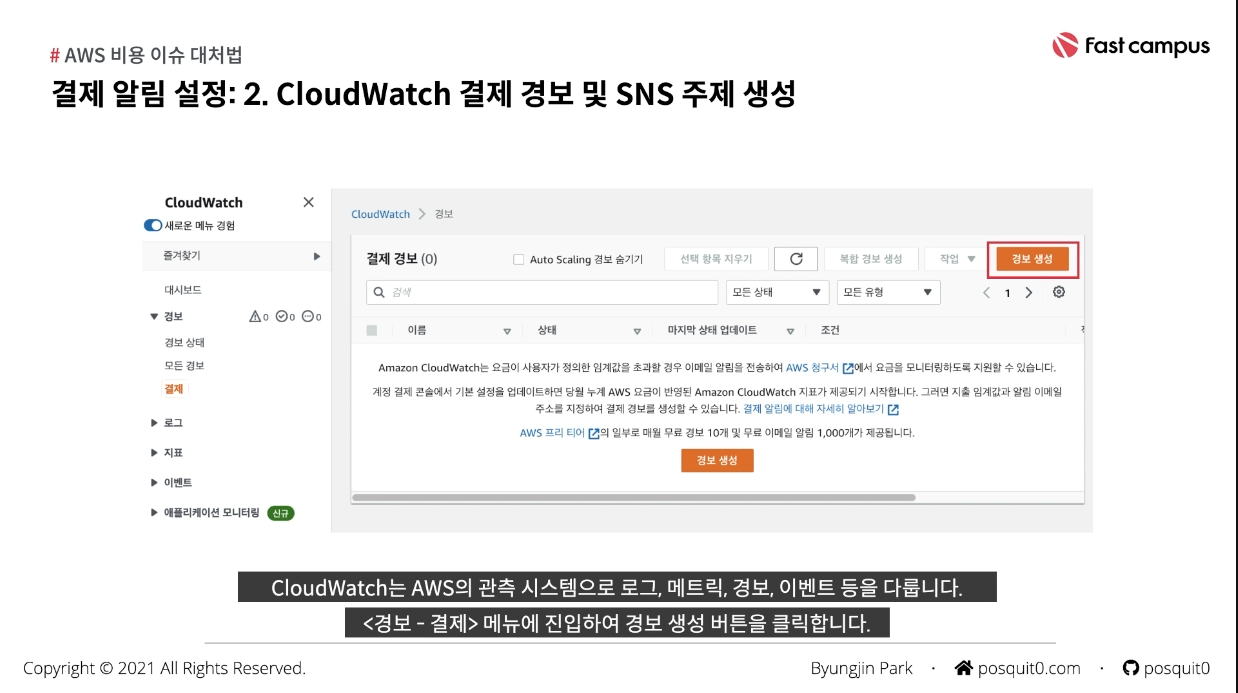 # AWS 비용 이슈 대처법
fast campus
결제 알림 설정: 2. CloudWatch 결제 경보 및 SNS 주제 생성
CloudWatch
새로운 메뉴 경험
즐겨찾기
대시보드
경보 0 0 0
경보 상태
모든 경보
결제
로그
지표
이벤트
애플리케이션 모니터링 신규
CloudWatch > 경보
결제 경보 (0) Auto Scaling 경보 숨기기 선택 항목 지우기 복합 경보 생성 작업 경보 생성
검색 모든 상태 모든 유형 1
이름 상태 마지막 상태 업데이트 조건
Amazon CloudWatch는 요금이 사용자가 정의한 임계값을 초과할 경우 이메일 알림을 전송하여 AWS 청구서에서 요금을 모니터링하도록 지원할 수 있습니다.
계정 결제 콘솔에서 기본 설정을 업데이트하면 당월 누계 AWS 요금이 반영된 Amazon CloudWatch 지표가 제공되기 시작합니다. 그러면 지출 임계값과 알림 이메일
주소를 지정하여 결제 경보를 생성할 수 있습니다. 결제 알림에 대해 자세히 알아보기
AWS 프리 티어의 일부로 매월 무료 경보 10개 및 무료 이메일 알림 1,000개가 제공됩니다.
경보 생성
CloudWatch는 AWS의 관측 시스템으로 로그, 메트릭, 경보, 이벤트 등을 다룹니다.
<경보 - 결제> 메뉴에 진입하여 경보 생성 버튼을 클릭합니다.
Copyright © 2021 All Rights Reserved.
Byungjin Park · posquit0.com · posquit0